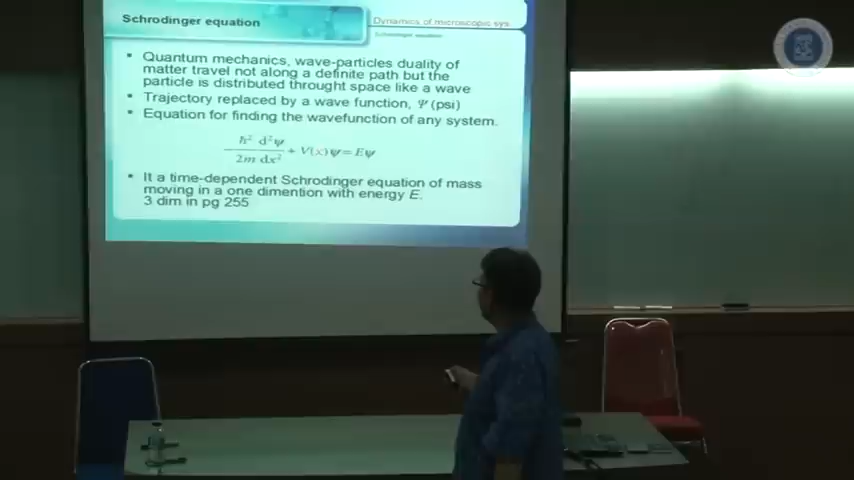 Schrodinger equation
Dynamics of microscopic sys
Schrodinger equation
▪ Quantum mechanics, wave-particles duality of
matter travel not along a definite path but the
particle is distributed throught space like a wave
▪ Trajectory replaced by a wave function, Ψ (psi)
▪ Equation for finding the wavefunction of any system.
ħ² d²ψ
2m dx² + V(x)ψ=Eψ
▪ It a time-dependent Schrodinger equation of mass
moving in a one dimention with energy E.
3 dim in pg 255